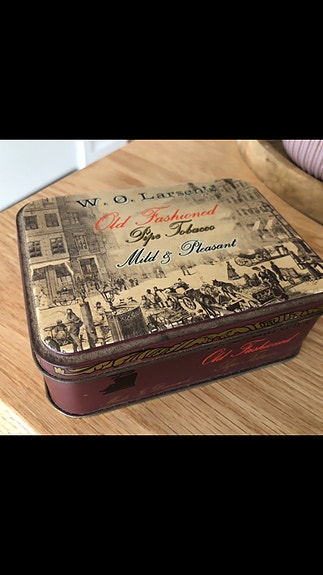 W. O. Larsen's
Old Fashioned
Pipe Tobacco
Mild & Pleasant
Old Fashioned